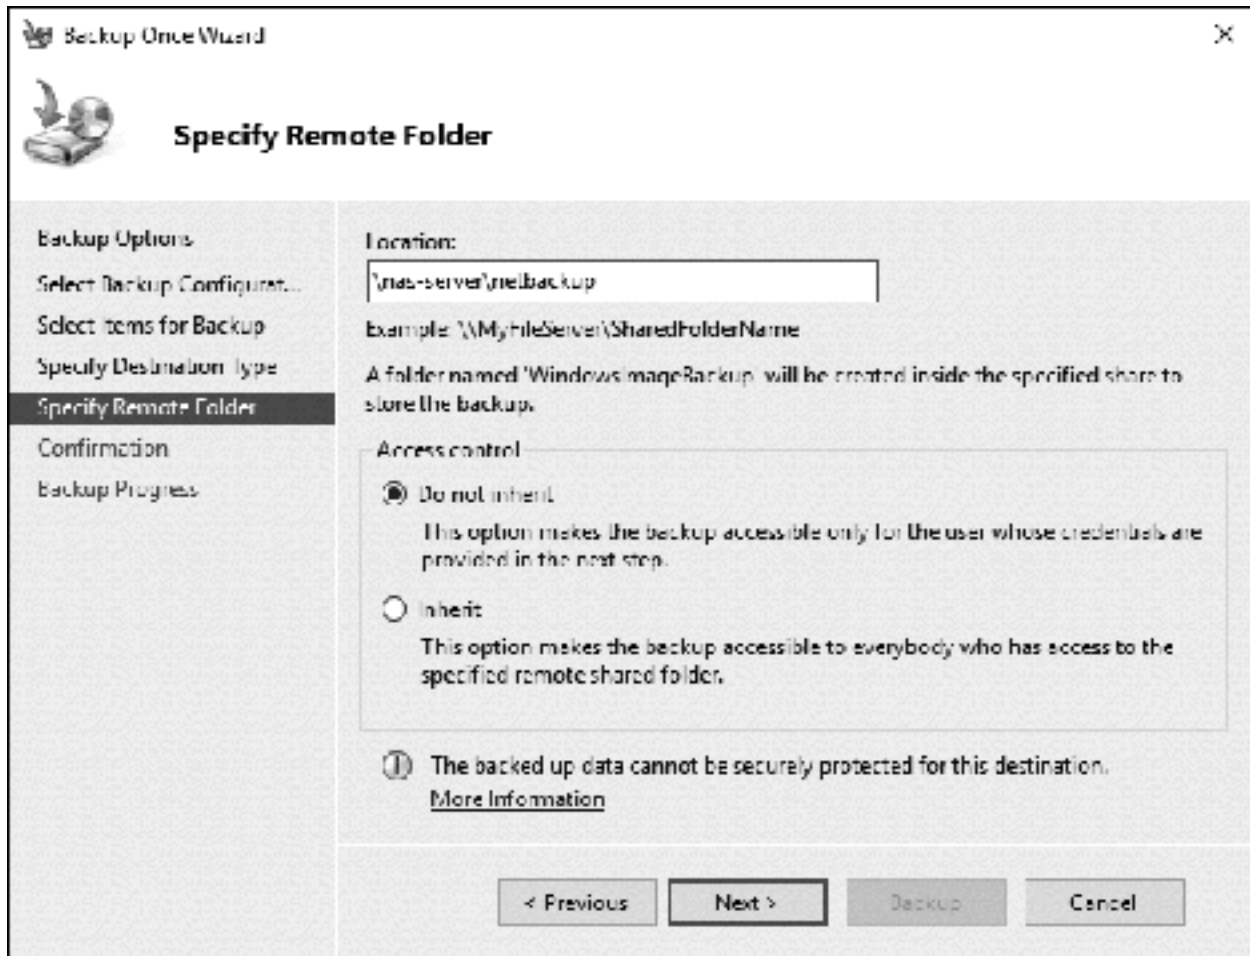 Backup Once Wizard
Specify Remote Folder
Backup Options
Select Backup Configurat...
Select Items for Backup
Specify Destination Type
Specify Remote Folder
Confirmation
Backup Progress
Location:
\nas-server\netbackup
Example: \\MyFileServer\SharedFolderName
A folder named 'WindowsImageBackup' will be created inside the specified share to
store the backup.
Access control
Do not inherit
This option makes the backup accessible only for the user whose credentials are
provided in the next step.
Inherit
This option makes the backup accessible to everybody who has access to the
specified remote shared folder.
The backed up data cannot be securely protected for this destination.
More Information
< Previous
Next >
Backup
Cancel